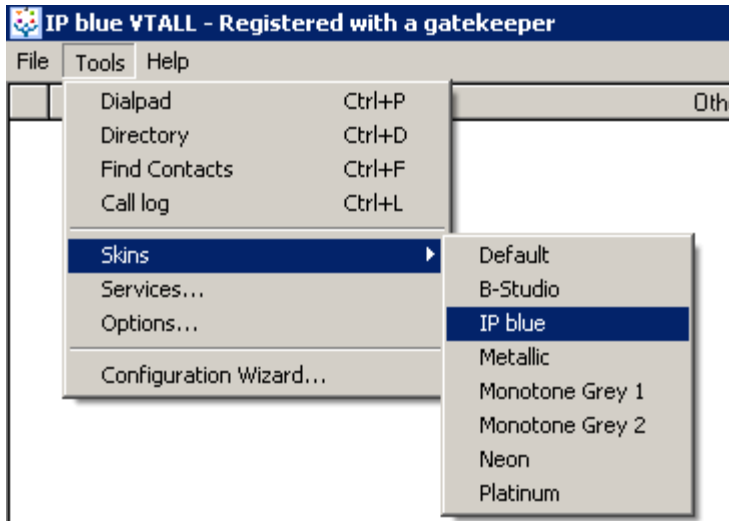 IP blue VTALL - Registered with a gatekeeper
File Tools Help
Oth
Dialpad Ctrl+P
Directory Ctrl+D
Find Contacts Ctrl+F
Call log Ctrl+L
Skins
Services...
Options...
Configuration Wizard...
Default
B-Studio
IP blue
Metallic
Monotone Grey 1
Monotone Grey 2
Neon
Platinum